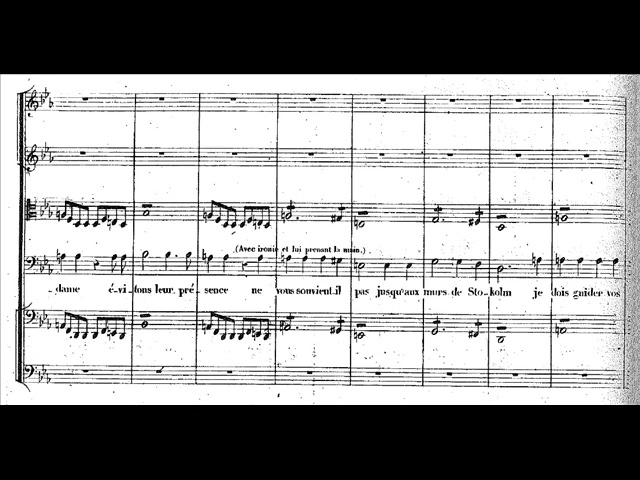 (Avec ironie et lui prenant la main.)
dame é-vi-tons leur pré-sence ne vous souvient-il pas jusqu'aux murs de Sto-kolm je dois guider vos